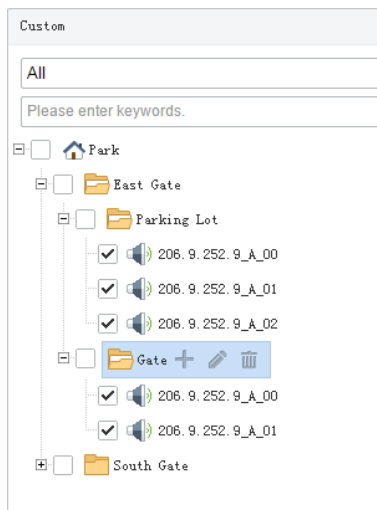 Custom
All
Please enter keywords.
Park
East Gate
Parking Lot
206.9.252.9_A_00
206.9.252.9_A_01
206.9.252.9_A_02
Gate
206.9.252.9_A_00
206.9.252.9_A_01
South Gate